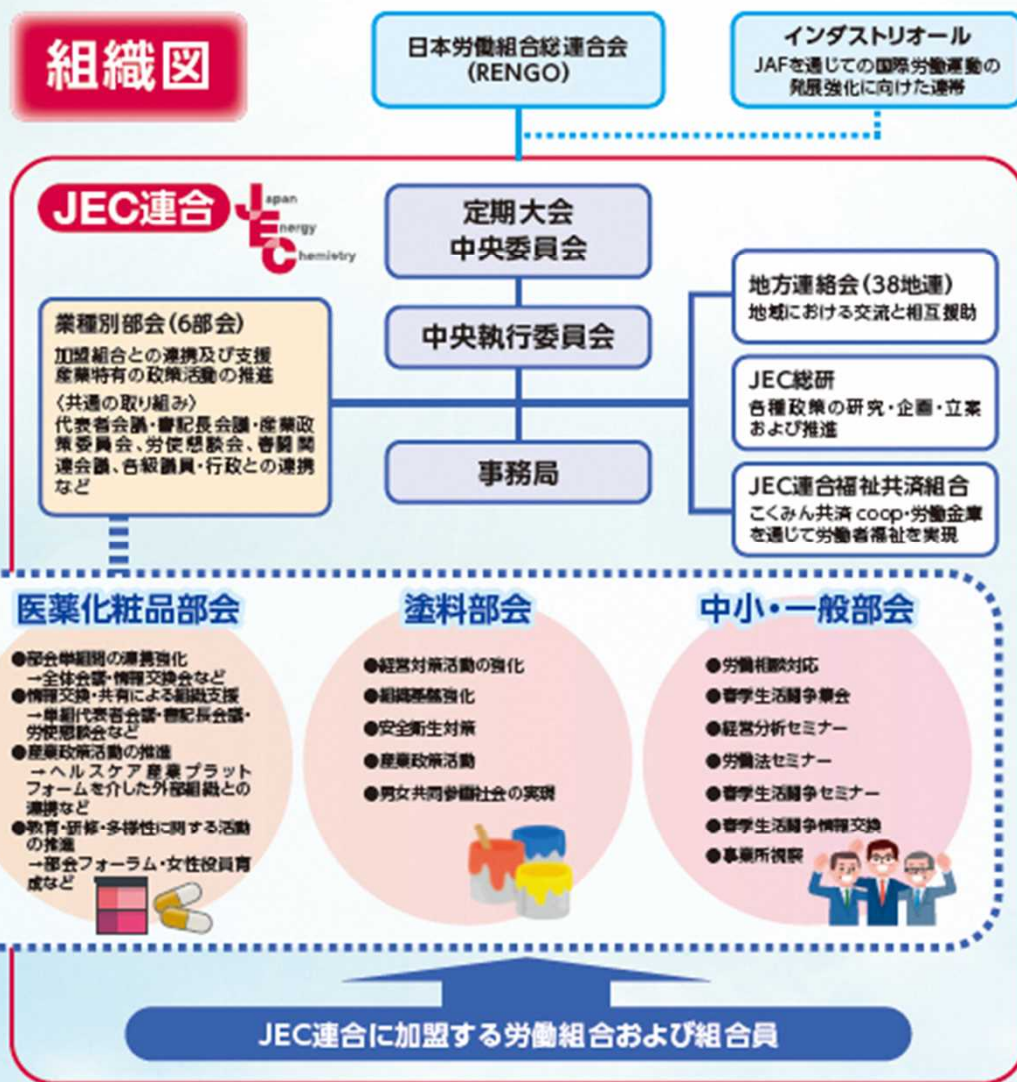 組織図
日本労働組合総連合会
(RENGO)
インダストリオール
JAFを通じての国際労働運動の
発展強化に向けた連帯
JEC連合
Japan
Energy
Chemistry
定期大会
中央委員会
中央執行委員会
事務局
業種別部会(6部会)
加盟組合との連携及び支援
産業特有の政策活動の推進
〈共通の取り組み〉
代表者会議・書記長会議・産業政
策委員会、労使懇談会、春闘関
連会議、各級議員・行政との連携
など
地方連絡会(38地連)
地域における交流と相互援助
JEC総研
各種政策の研究・企画・立案
および推進
JEC連合福祉共済組合
こくみん共済 coop・労働金庫
を通じて労働者福祉を実現
医薬化粧品部会
●部会単組間の連携強化
→全体会議・情報交換会など
●情報交換・共有による組織支援
→単組代表者会議・書記長会議・
労使懇談会など
●産業政策活動の推進
→ヘルスケア産業プラット
フォームを介した外部組織との
連携など
●教育・研修・多様性に関する活動
の推進
→部会フォーラム・女性役員育
成など
塗料部会
●経営対策活動の強化
●組織基盤強化
●安全衛生対策
●産業政策活動
●男女共同参画社会の実現
中小・一般部会
●労働相談対応
●春季生活闘争集会
●経営分析セミナー
●労働法セミナー
●春季生活闘争セミナー
●春季生活闘争情報交換
●事業所視察
JEC連合に加盟する労働組合および組合員